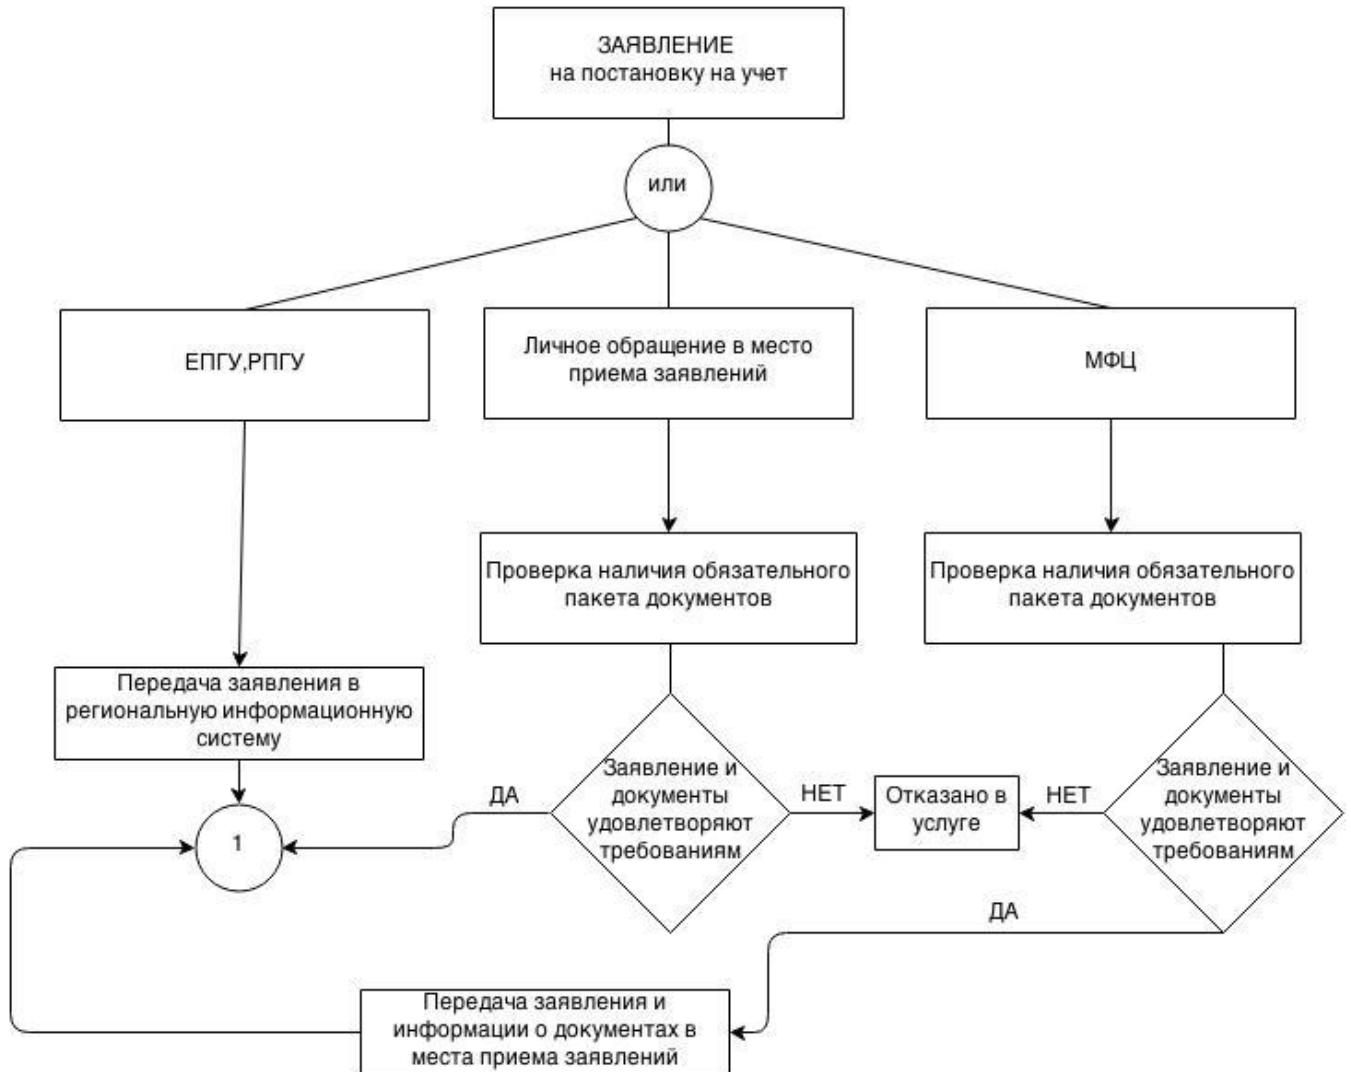 ЗАЯВЛЕНИЕ
на постановку на учет
или
ЕПГУ,РПГУ
Личное обращение в место
приема заявлений
МФЦ
Проверка наличия обязательного
пакета документов
Проверка наличия обязательного
пакета документов
Передача заявления в
региональную информационную
систему
1
ДА
Заявление и
документы
удовлетворяют
требованиям
НЕТ
Отказано в
услуге
НЕТ
Заявление и
документы
удовлетворяют
требованиям
ДА
Передача заявления и
информации о документах в
места приема заявлений